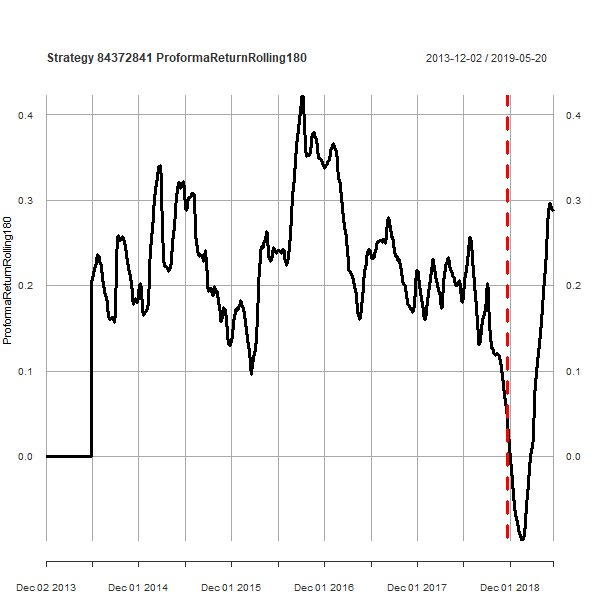 Strategy 84372841 ProformaReturnRolling180
2013-12-02 / 2019-05-20
ProformaReturnRolling180
0.4 0.4
0.3 0.3
0.2 0.2
0.1 0.1
0.0 0.0
Dec 02 2013 Dec 01 2014 Dec 01 2015 Dec 01 2016 Dec 01 2017 Dec 01 2018